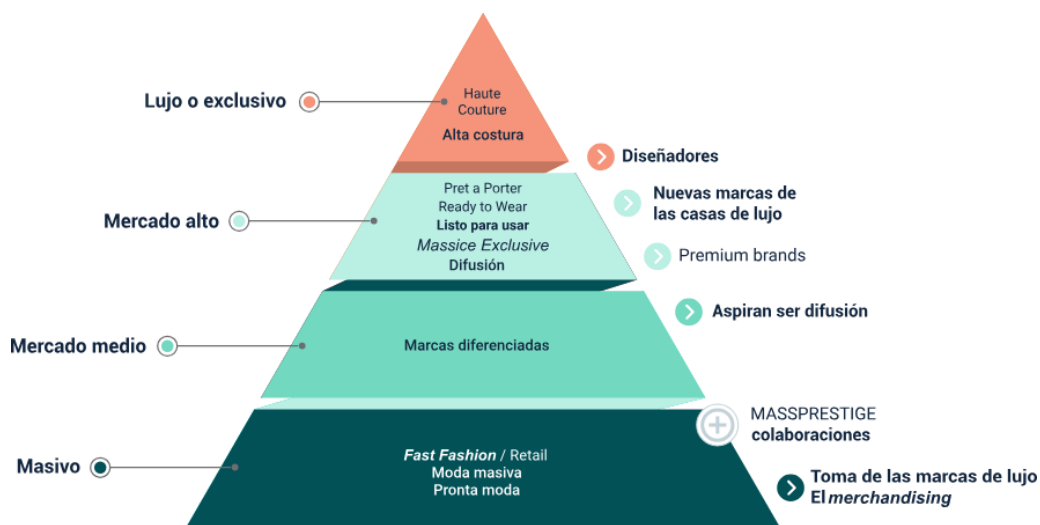 Lujo o exclusivo
Haute
Couture
Alta costura
Diseñadores
Mercado alto
Pret a Porter
Ready to Wear
Listo para usar
Massice Exclusive
Difusión
Nuevas marcas de
las casas de lujo
Premium brands
Aspiran ser difusión
Mercado medio
Marcas diferenciadas
MASSPRESTIGE
colaboraciones
Masivo
Fast Fashion / Retail
Moda masiva
Pronta moda
Toma de las marcas de lujo
El merchandising